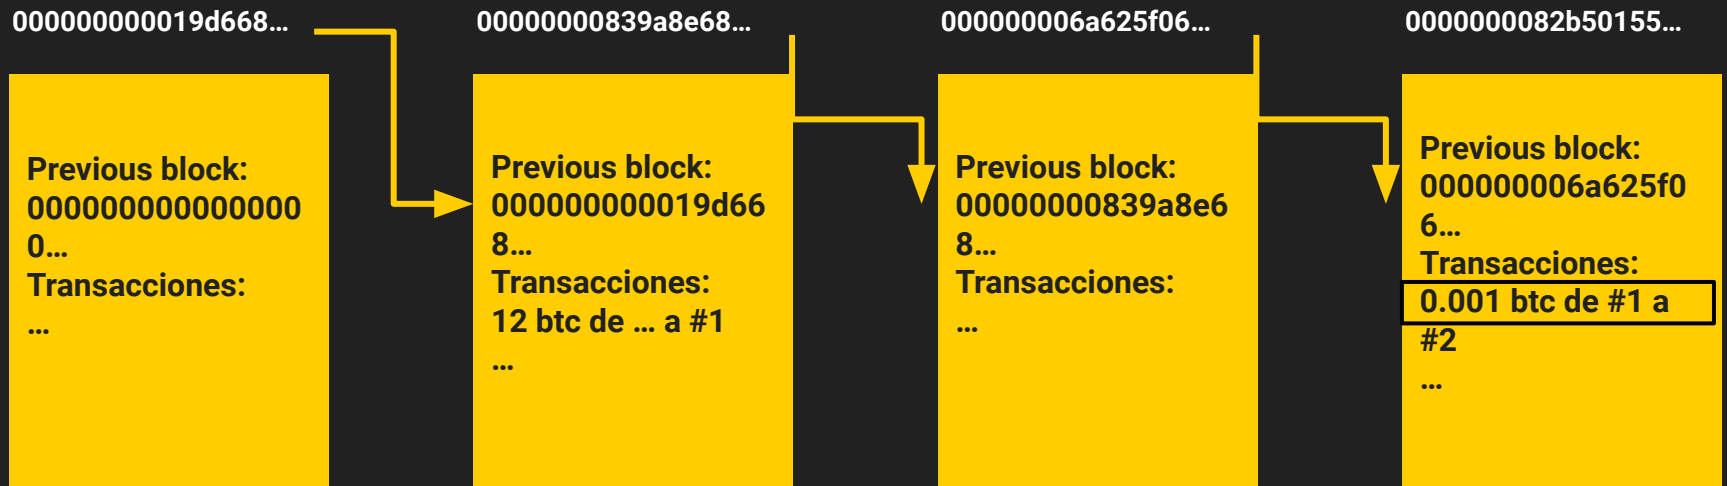 000000000019d668…
00000000839a8e68…
000000006a625f06…
0000000082b50155…
Previous block:
000000000000000
0…
Transacciones:
…
Previous block:
000000000019d66
8…
Transacciones:
12 btc de … a #1
…
Previous block:
00000000839a8e6
8…
Transacciones:
…
Previous block:
000000006a625f0
6…
Transacciones:
0.001 btc de #1 a
#2
…